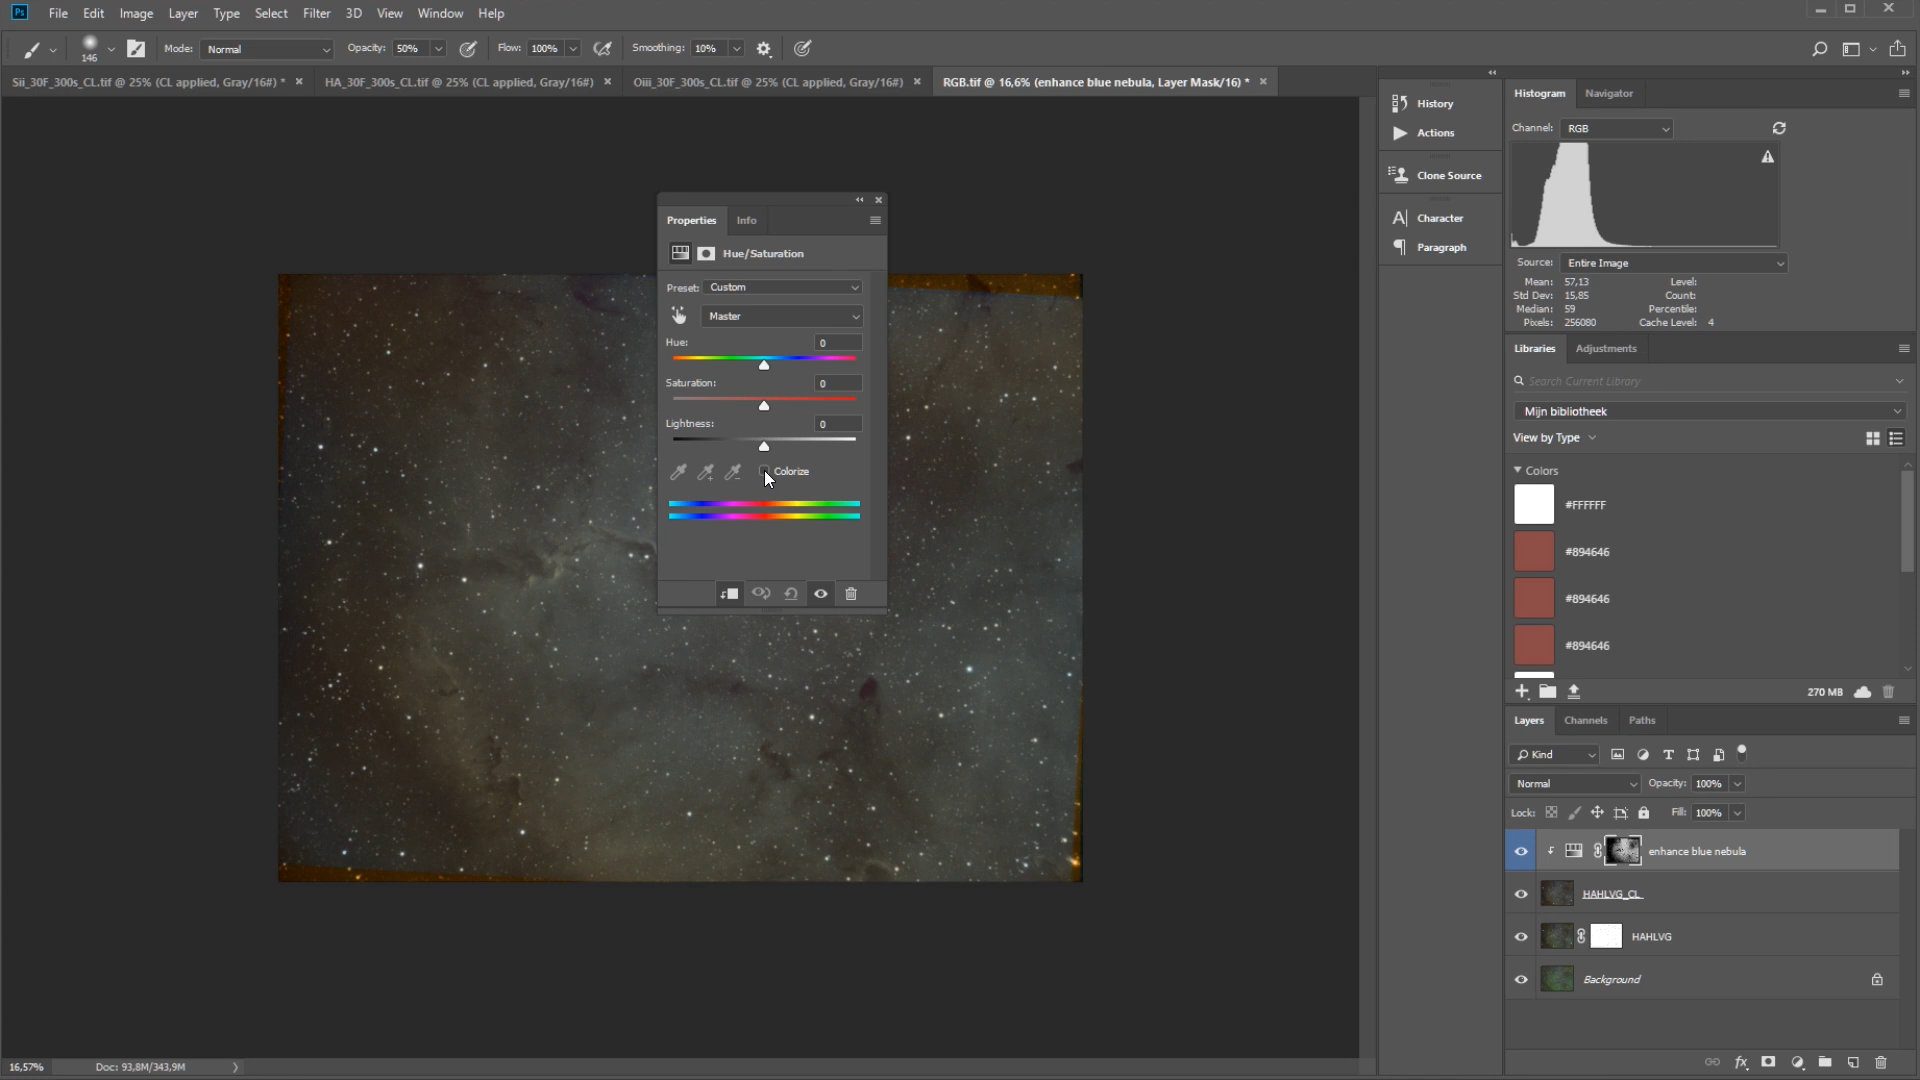 Ps File Edit Image Layer Type Select Filter 3D View Window Help
146 Mode: Normal Opacity: 50% Flow: 100% Smoothing: 10%
Sii_30F_300s_CL.tif @ 25% (CL applied, Gray/16#) * × HA_30F_300s_CL.tif @ 25% (CL applied, Gray/16#) × Oiii_30F_300s_CL.tif @ 25% (CL applied, Gray/16#) × RGB.tif @ 16,6% (enhance blue nebula, Layer Mask/16) * ×
History
Actions
Clone Source
Character
Paragraph
Properties Info
Hue/Saturation
Preset: Custom
Master
Hue: 0
Saturation: 0
Lightness: 0
Colorize
Histogram Navigator
Channel: RGB
Source: Entire Image
Mean: 57,13 Level:
Std Dev: 15,85 Count:
Median: 59 Percentile:
Pixels: 256080 Cache Level: 4
Libraries Adjustments
Search Current Library
Mijn bibliotheek
View by Type
Colors
#FFFFFF
#894646
#894646
#894646
270 MB
Layers Channels Paths
Kind
Normal Opacity: 100%
Lock: Fill: 100%
enhance blue nebula
HAHLVG_CL
HAHLVG
Background
16,57% Doc: 93,8M/343,9M